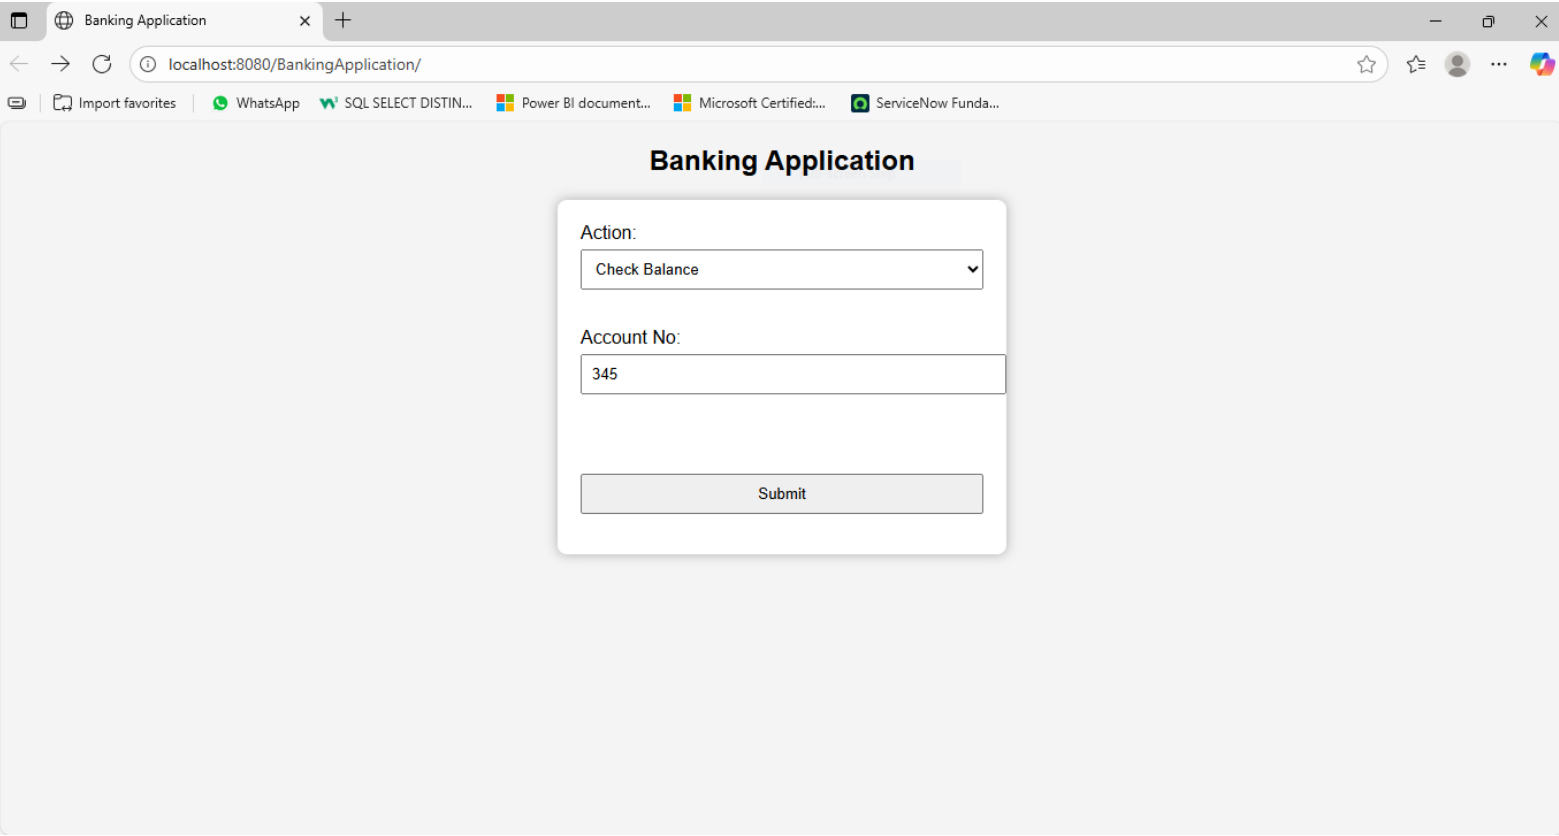 Banking Application
localhost:8080/BankingApplication/
Import favorites WhatsApp SQL SELECT DISTIN... Power BI document... Microsoft Certified:... ServiceNow Funda...
Banking Application
Action:
Check Balance
Account No:
345
Submit